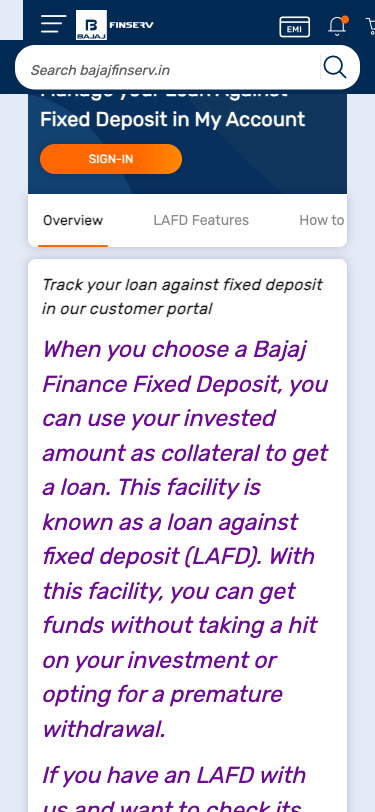 B
BAJAJ
FINSERV
EMI
Search bajajfinserv.in
Manage your Loan Against
Fixed Deposit in My Account
SIGN-IN
Overview
LAFD Features
How to
Track your loan against fixed deposit
in our customer portal
When you choose a Bajaj
Finance Fixed Deposit, you
can use your invested
amount as collateral to get
a loan. This facility is
known as a loan against
fixed deposit (LAFD). With
this facility, you can get
funds without taking a hit
on your investment or
opting for a premature
withdrawal.
If you have an LAFD with
us and want to check its